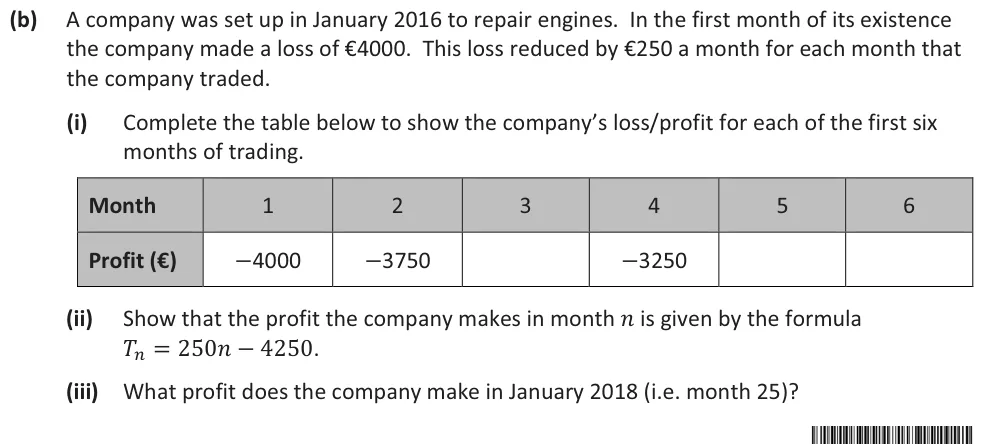 (b) A company was set up in January 2016 to repair engines. In the first month of its existence
the company made a loss of €4000. This loss reduced by €250 a month for each month that
the company traded.
(i) Complete the table below to show the company’s loss/profit for each of the first six
months of trading.
Month 1 2 3 4 5 6
Profit (€) −4000 −3750 −3250
(ii) Show that the profit the company makes in month n is given by the formula
Tₙ = 250n − 4250.
(iii) What profit does the company make in January 2018 (i.e. month 25)?